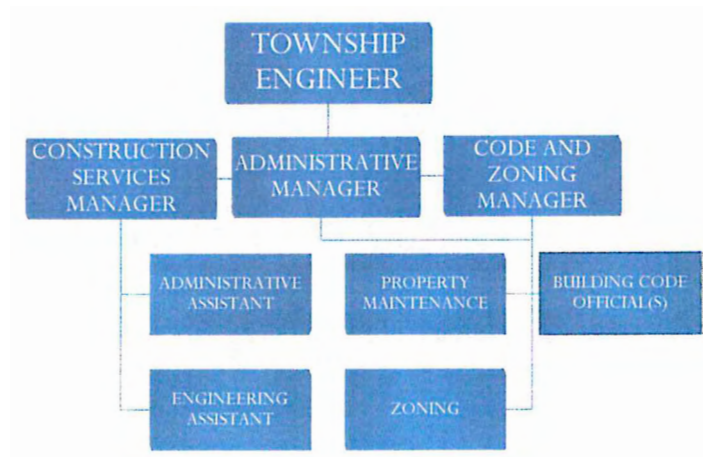 TOWNSHIP
ENGINEER
CONSTRUCTION
SERVICES
MANAGER
ADMINISTRATIVE
MANAGER
CODE AND
ZONING
MANAGER
ADMINISTRATIVE
ASSISTANT
PROPERTY
MAINTENANCE
BUILDING CODE
OFFICIAL(S)
ENGINEERING
ASSISTANT
ZONING